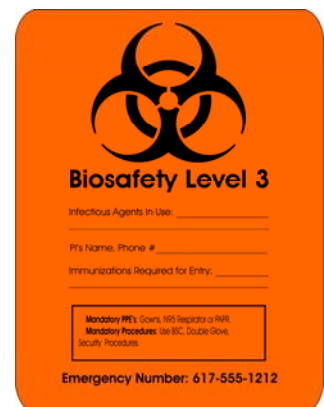 Biosafety Level 3
Infectious Agents In Use:
PI's Name, Phone #
Immunizations Required for Entry:
Mandatory PPE's: Gowns, N95 Respirator or PAPR.
Mandatory Procedures: Use BSC, Double Glove,
Security Procedures.
Emergency Number: 617-555-1212